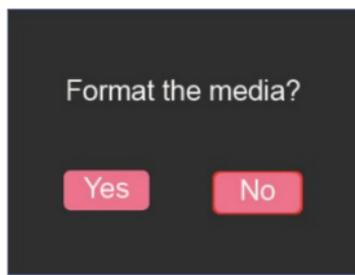 Format the media?
Yes
No